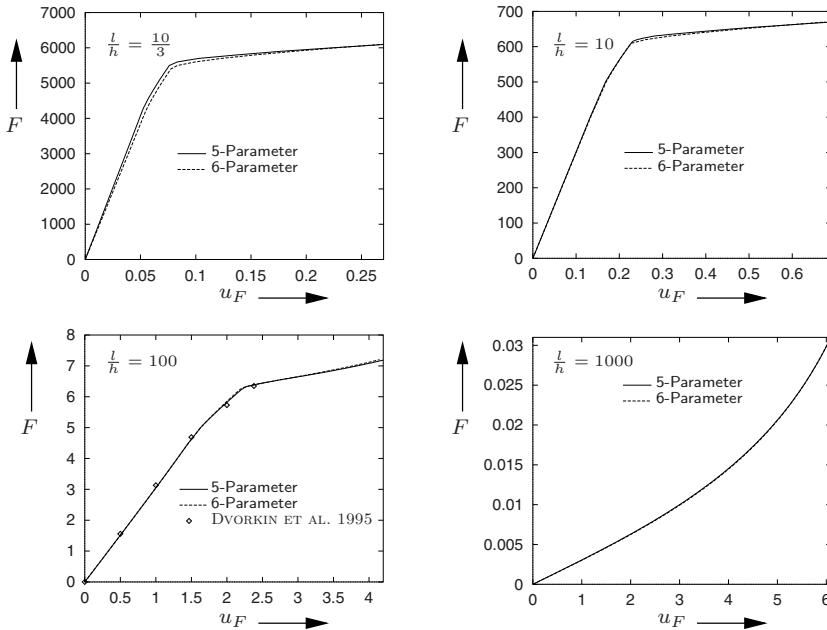 l/h = 10/3
6000
5000
4000
3000
2000
1000
0
0 0.05 0.1 0.15 0.2 0.25
F
u_F
5-Parameter
6-Parameter
l/h = 10
700
600
500
400
300
200
100
0
0 0.1 0.2 0.3 0.4 0.5 0.6
F
u_F
5-Parameter
6-Parameter
l/h = 100
8
7
6
5
4
3
2
1
0
0 0.5 1 1.5 2 2.5 3 3.5 4
F
u_F
5-Parameter
6-Parameter
DVORKIN ET AL. 1995
l/h = 1000
0.03
0.025
0.02
0.015
0.01
0.005
0
0 1 2 3 4 5 6
F
u_F
5-Parameter
6-Parameter